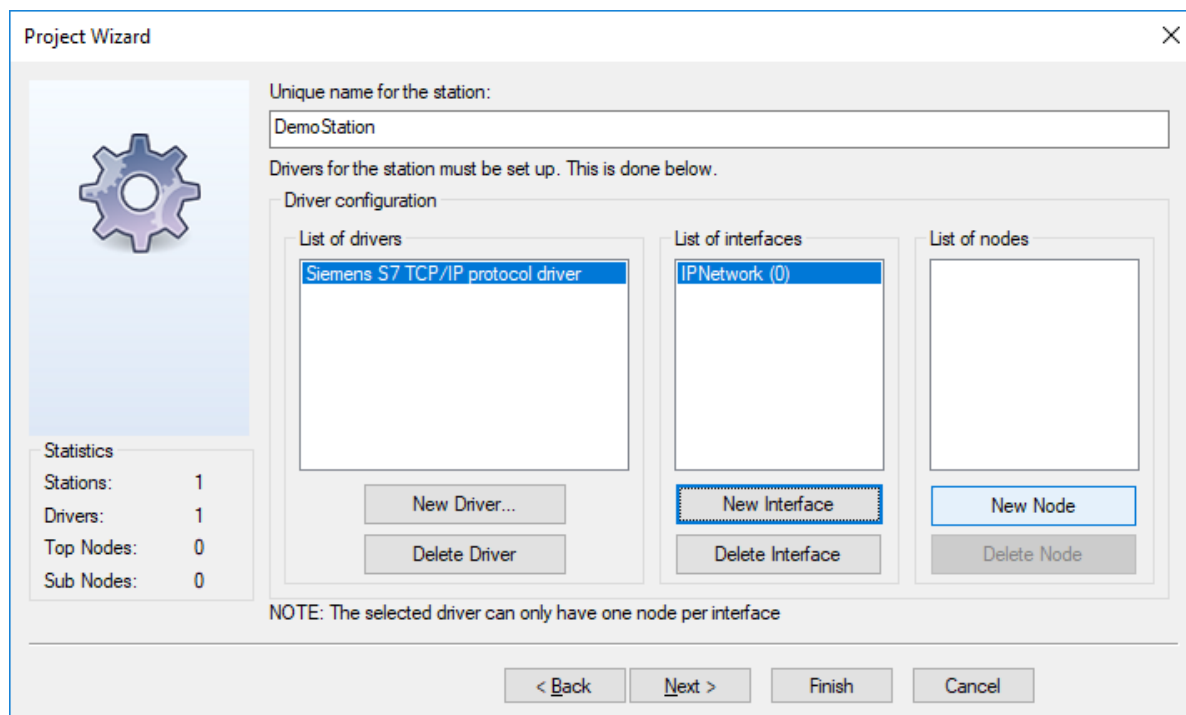 Project Wizard
Unique name for the station:
DemoStation
Drivers for the station must be set up. This is done below.
Driver configuration
List of drivers
Siemens S7 TCP/IP protocol driver
New Driver...
Delete Driver
List of interfaces
IPNetwork (0)
New Interface
Delete Interface
List of nodes
New Node
Delete Node
Statistics
Stations: 1
Drivers: 1
Top Nodes: 0
Sub Nodes: 0
NOTE: The selected driver can only have one node per interface
< Back
Next >
Finish
Cancel